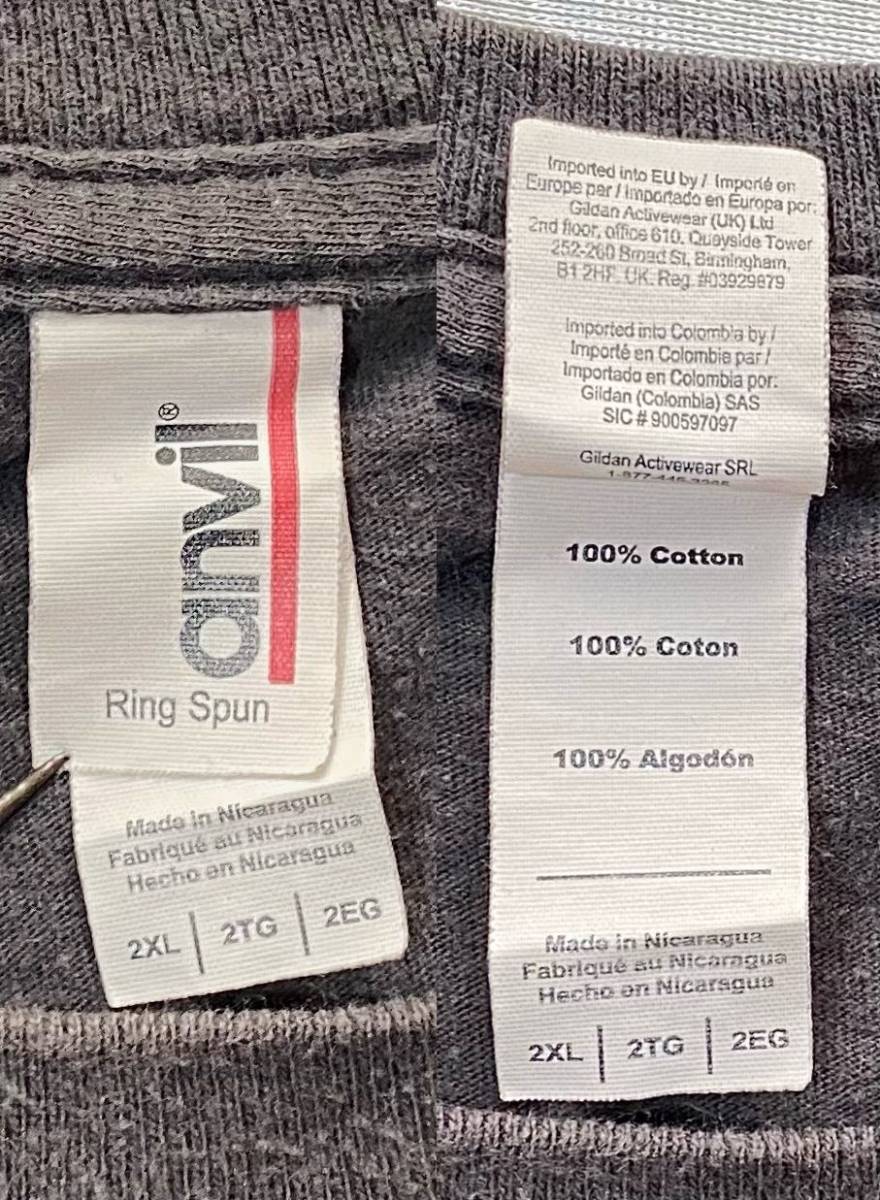 anvil®
Ring Spun
Made in Nicaragua
Fabriqué au Nicaragua
Hecho en Nicaragua
2XL | 2TG | 2EG
Imported into EU by / Importé en
Europe par / Importado en Europa por:
Gildan Activewear (UK) Ltd
2nd floor, office 610, Quayside Tower
252-260 Broad St, Birmingham,
B1 2HF UK. Reg. #03929879
Imported into Colombia by /
Importé en Colombie par /
Importado en Colombia por:
Gildan (Colombia) SAS
SIC # 900597097
Gildan Activewear SRL
100% Cotton
100% Coton
100% Algodón
Made in Nicaragua
Fabriqué au Nicaragua
Hecho en Nicaragua
2XL | 2TG | 2EG